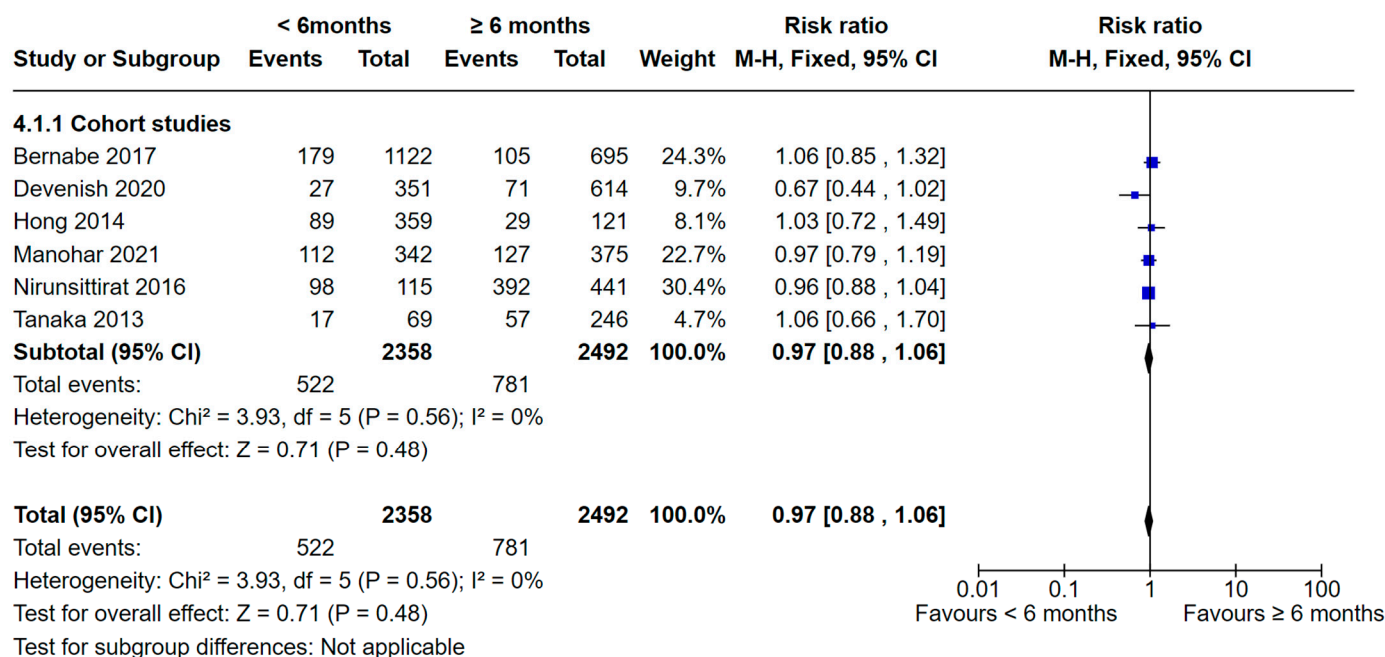 < 6months ≥ 6 months Risk ratio Risk ratio
Study or Subgroup Events Total Events Total Weight M-H, Fixed, 95% CI M-H, Fixed, 95% CI
4.1.1 Cohort studies
Bernabe 2017 179 1122 105 695 24.3% 1.06 [0.85 , 1.32]
Devenish 2020 27 351 71 614 9.7% 0.67 [0.44 , 1.02]
Hong 2014 89 359 29 121 8.1% 1.03 [0.72 , 1.49]
Manohar 2021 112 342 127 375 22.7% 0.97 [0.79 , 1.19]
Nirunsittirat 2016 98 115 392 441 30.4% 0.96 [0.88 , 1.04]
Tanaka 2013 17 69 57 246 4.7% 1.06 [0.66 , 1.70]
Subtotal (95% CI) 2358 2492 100.0% 0.97 [0.88 , 1.06]
Total events: 522 781
Heterogeneity: Chi² = 3.93, df = 5 (P = 0.56); I² = 0%
Test for overall effect: Z = 0.71 (P = 0.48)
Total (95% CI) 2358 2492 100.0% 0.97 [0.88 , 1.06]
Total events: 522 781
Heterogeneity: Chi² = 3.93, df = 5 (P = 0.56); I² = 0%
Test for overall effect: Z = 0.71 (P = 0.48)
Test for subgroup differences: Not applicable
0.01 0.1 1 10 100
Favours < 6 months Favours ≥ 6 months